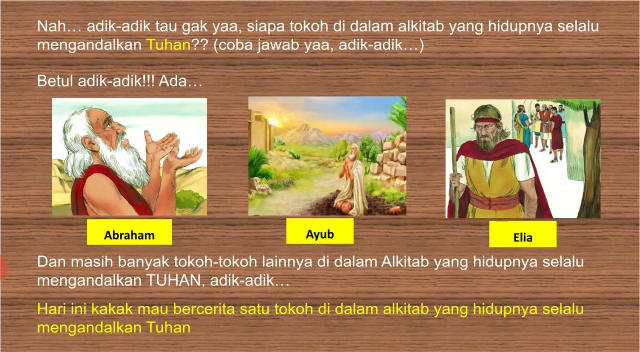 Nah… adik-adik tau gak yaa, siapa tokoh di dalam alkitab yang hidupnya selalu
mengandalkan Tuhan?? (coba jawab yaa, adik-adik…)
Betul adik-adik!!! Ada…
Abraham
Ayub
Elia
Dan masih banyak tokoh-tokoh lainnya di dalam Alkitab yang hidupnya selalu
mengandalkan TUHAN, adik-adik…
Hari ini kakak mau bercerita satu tokoh di dalam alkitab yang hidupnya selalu
mengandalkan Tuhan